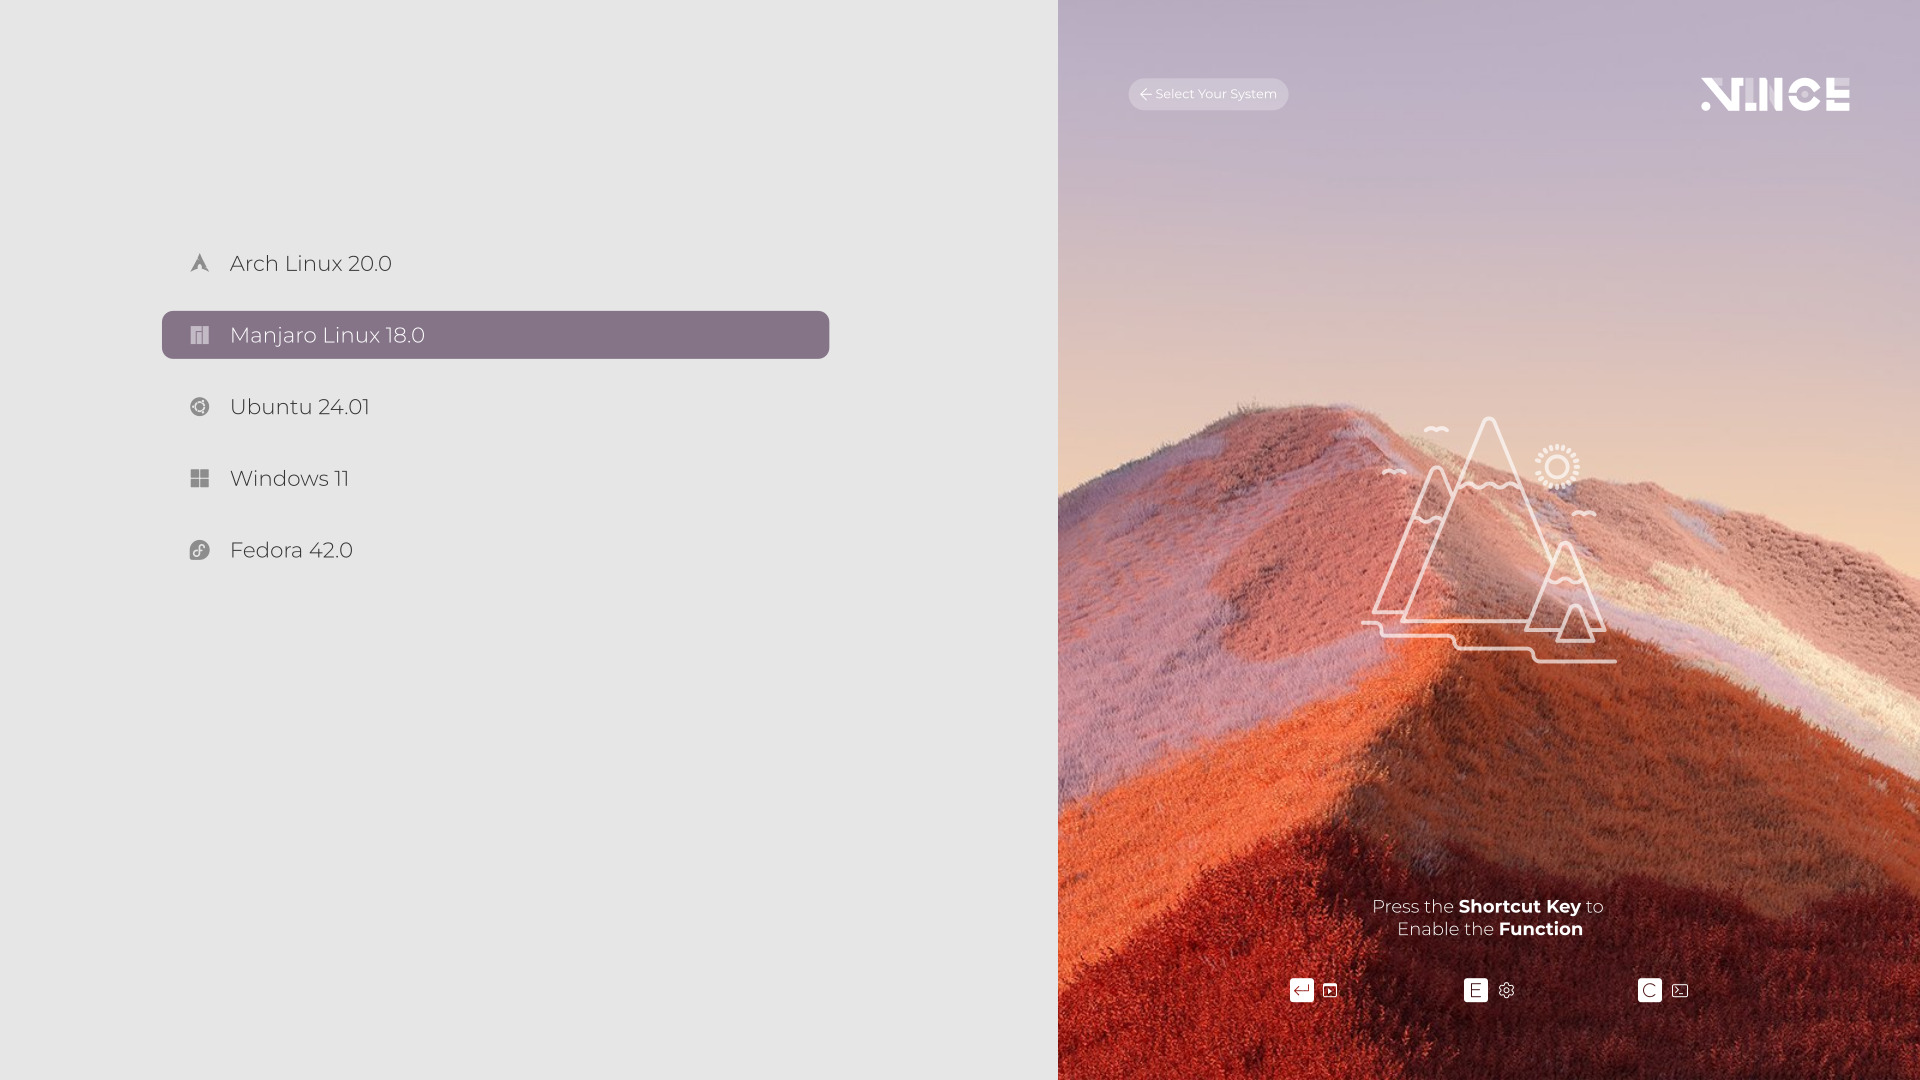 Arch Linux 20.0
Manjaro Linux 18.0
Ubuntu 24.01
Windows 11
Fedora 42.0
Select Your System
.VINCE
Press the Shortcut Key to
Enable the Function
E
C